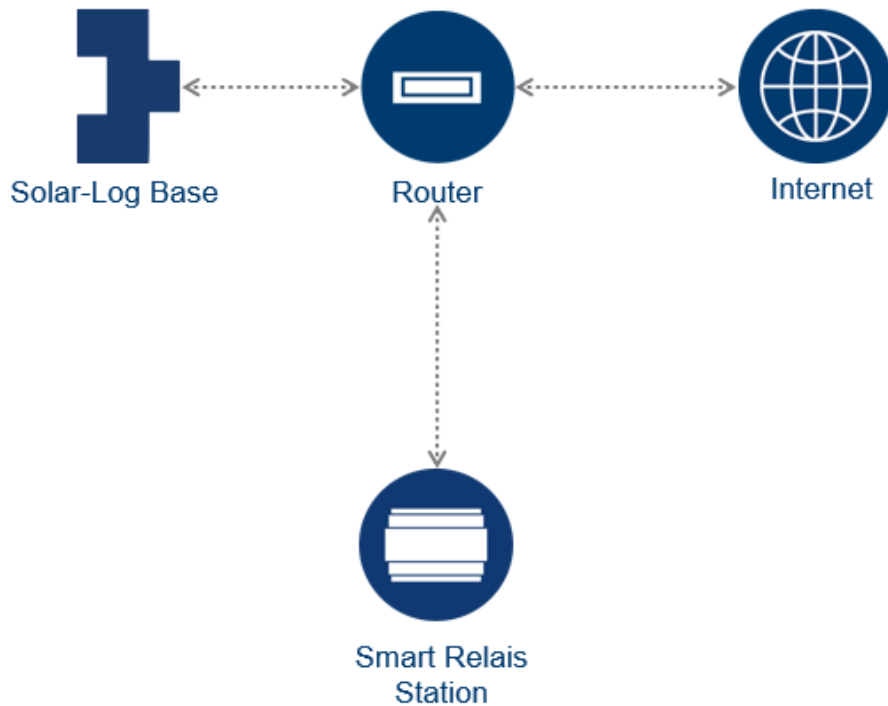 Solar-Log Base
Router
Internet
Smart Relais
Station